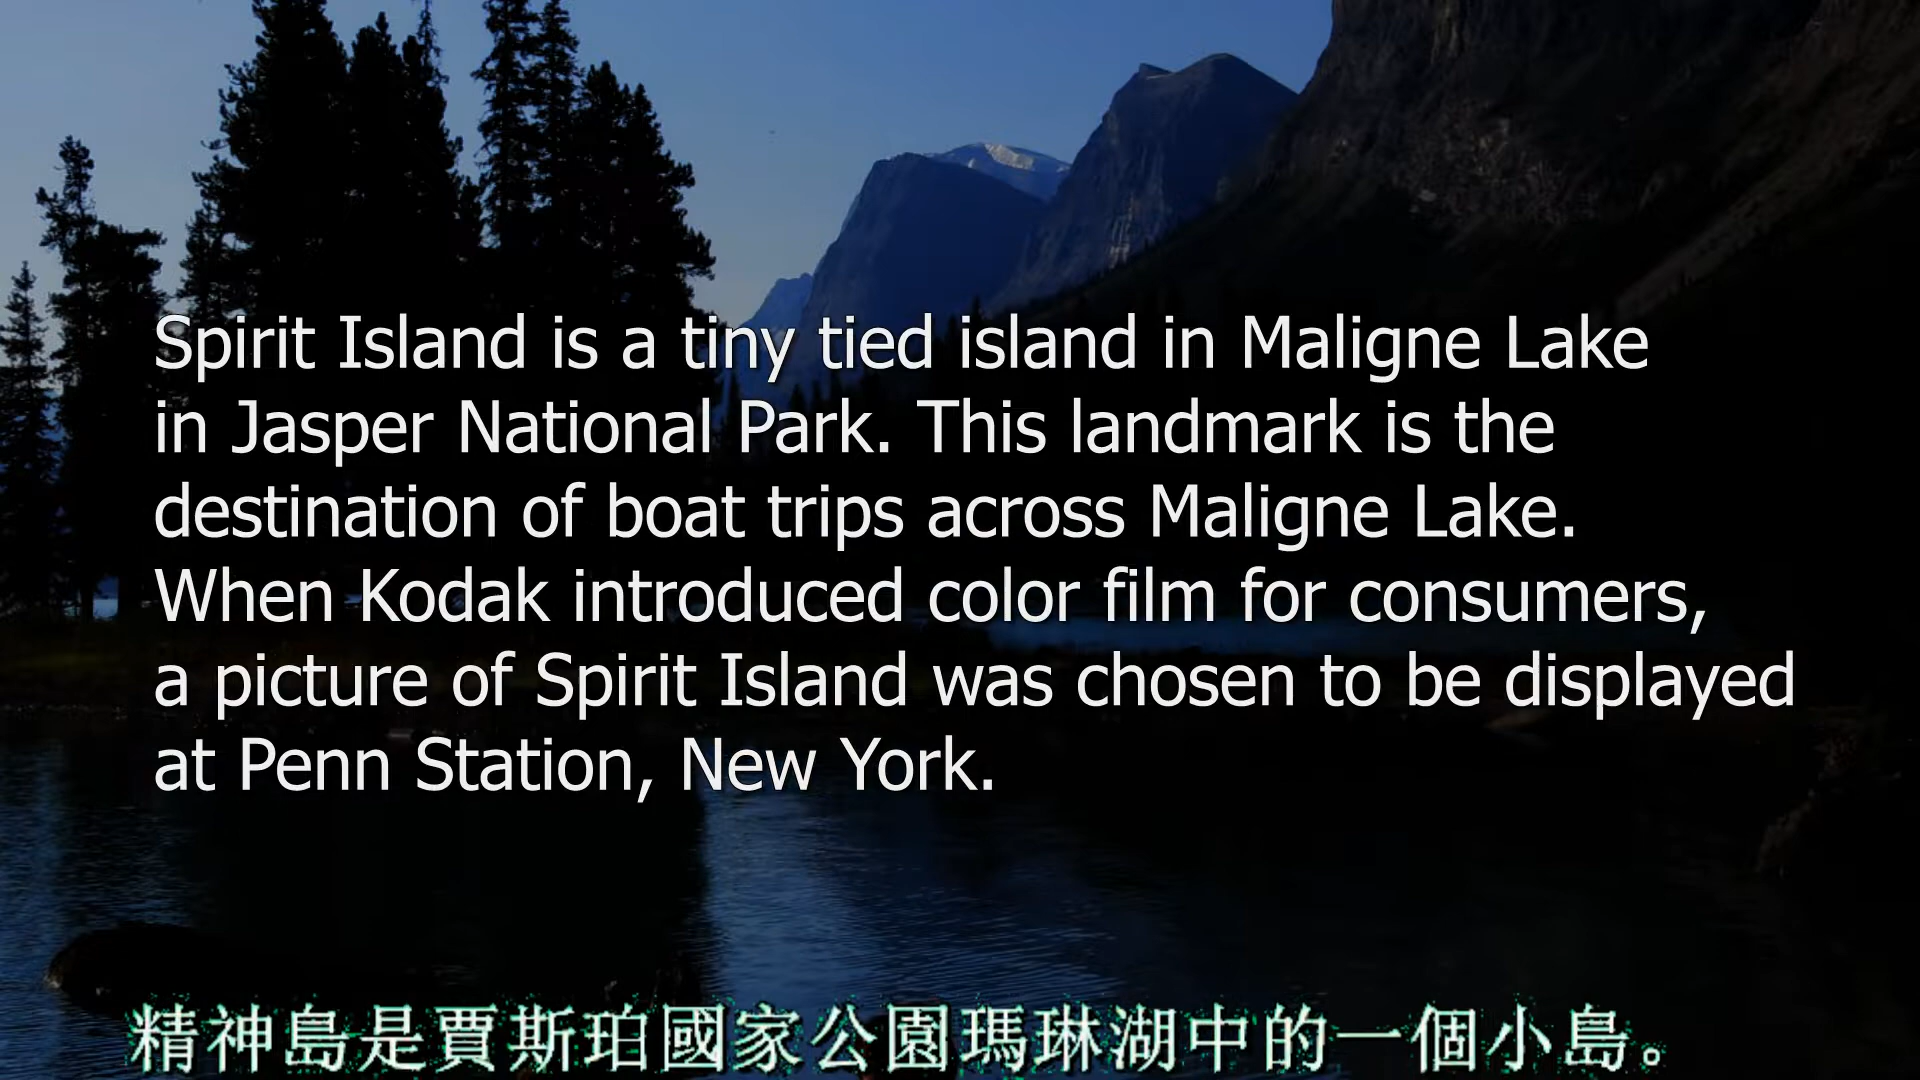 Spirit Island is a tiny tied island in Maligne Lake
in Jasper National Park. This landmark is the
destination of boat trips across Maligne Lake.
When Kodak introduced color film for consumers,
a picture of Spirit Island was chosen to be displayed
at Penn Station, New York.
精神島是賈斯珀國家公園瑪琳湖中的一個小島。